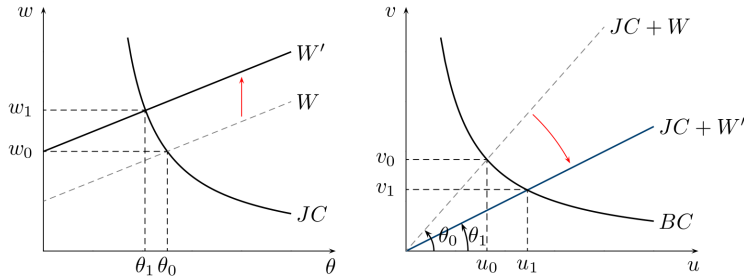 w
W'
W
w₁
w₀
JC
θ₁ θ₀ θ
v
JC + W
JC + W'
v₀
v₁
θ₀ θ₁
BC
u₀ u₁ u